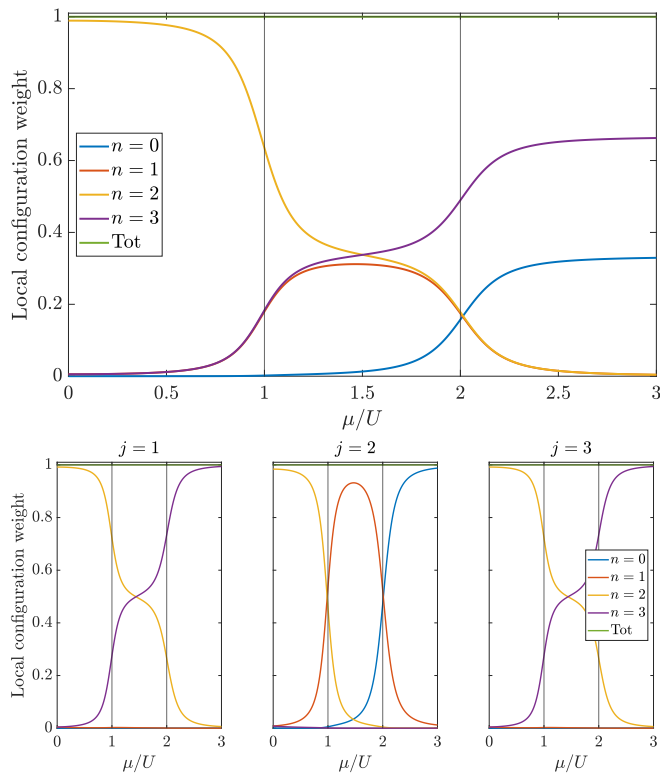 Local configuration weight
1
0.8
0.6
0.4
0.2
0
n = 0
n = 1
n = 2
n = 3
Tot
0 0.5 1 1.5 2 2.5 3
μ/U
j = 1
Local configuration weight
1
0.8
0.6
0.4
0.2
0
0 1 2 3
μ/U
j = 2
0 1 2 3
μ/U
j = 3
n = 0
n = 1
n = 2
n = 3
Tot
0 1 2 3
μ/U